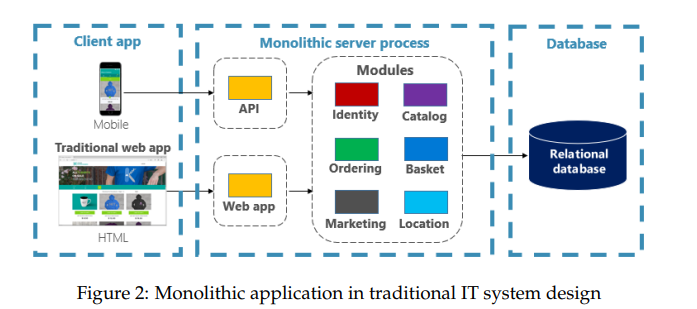 Client app
Monolithic server process
Database
Mobile
Traditional web app
HTML
API
Web app
Modules
Identity
Catalog
Ordering
Basket
Marketing
Location
Relational
database
Figure 2: Monolithic application in traditional IT system design